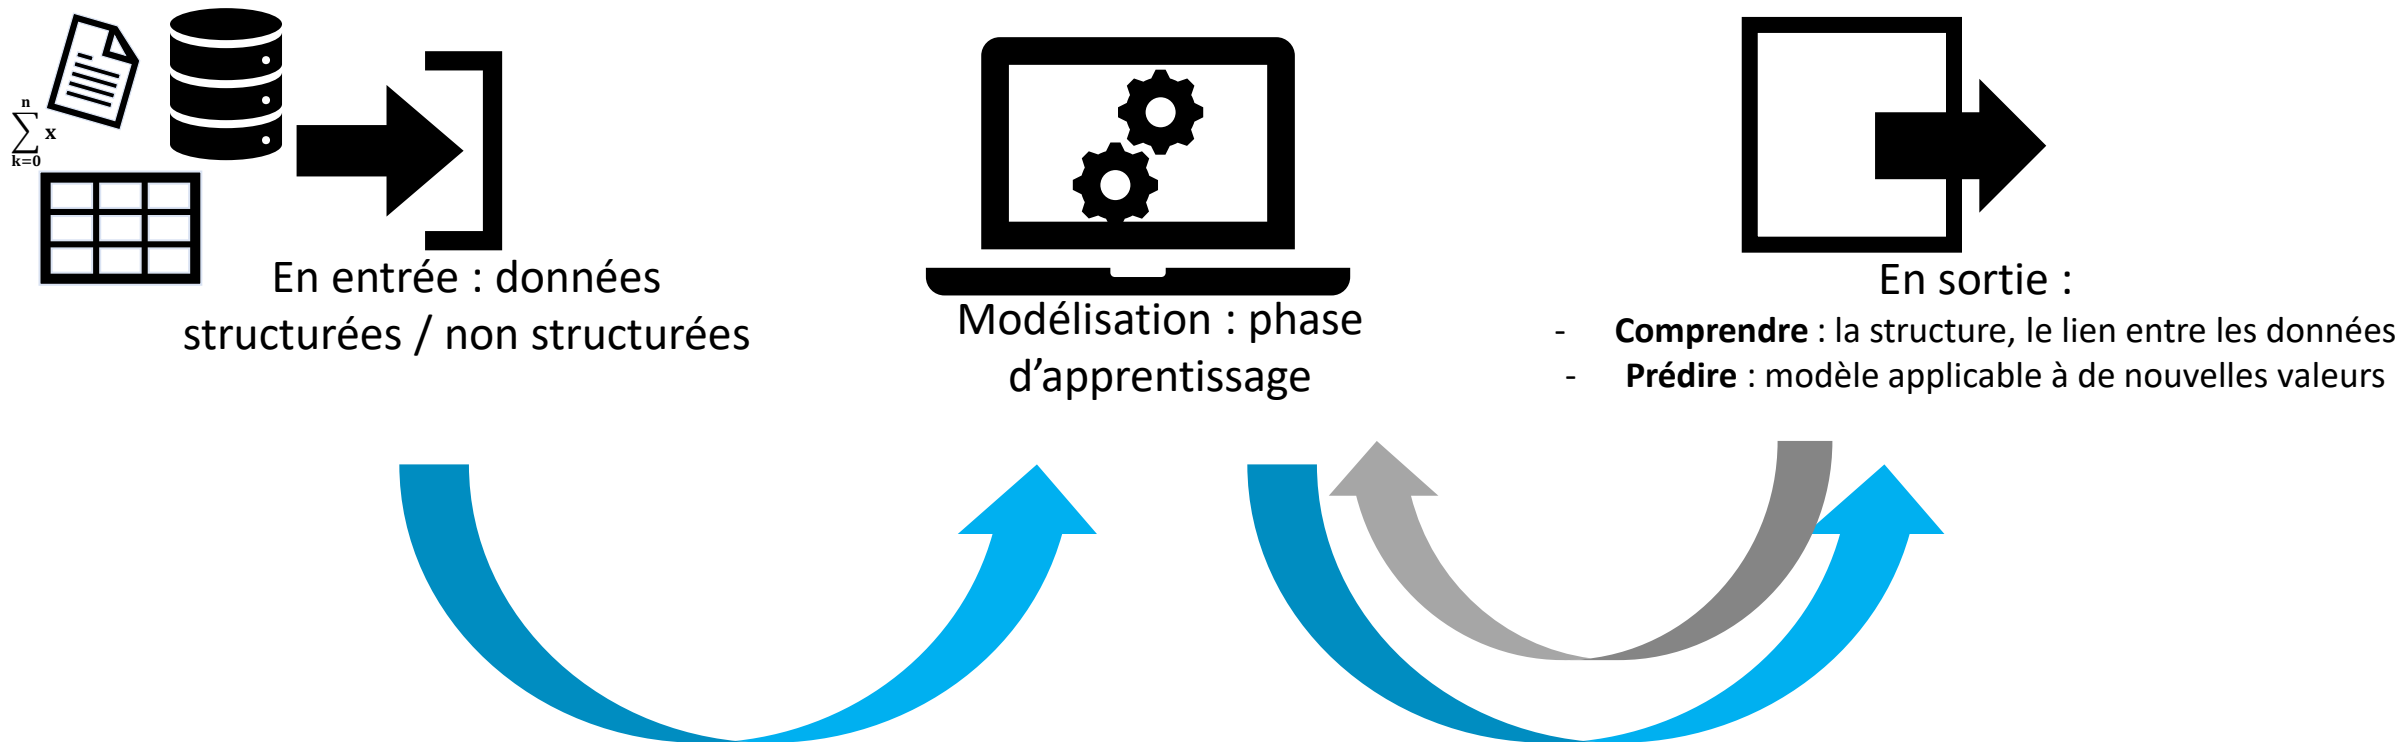 n
∑ x
k=0
En entrée : données
structurées / non structurées
Modélisation : phase
d’apprentissage
En sortie :
- Comprendre : la structure, le lien entre les données
- Prédire : modèle applicable à de nouvelles valeurs